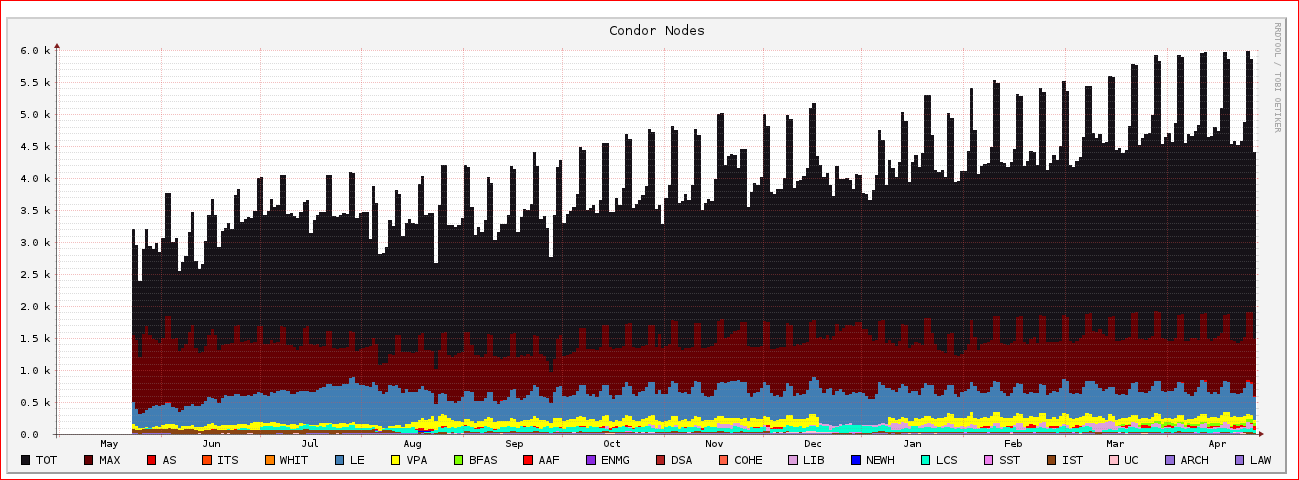 Condor Nodes
RRDTOOL / TOBI OETIKER
6.0 k
5.5 k
5.0 k
4.5 k
4.0 k
3.5 k
3.0 k
2.5 k
2.0 k
1.5 k
1.0 k
0.5 k
0.0
May Jun Jul Aug Sep Oct Nov Dec Jan Feb Mar Apr
TOT MAX AS ITS WHIT LE VPA BFAS AAF ENMG DSA COHE LIB NEWH LCS SST IST UC ARCH LAW